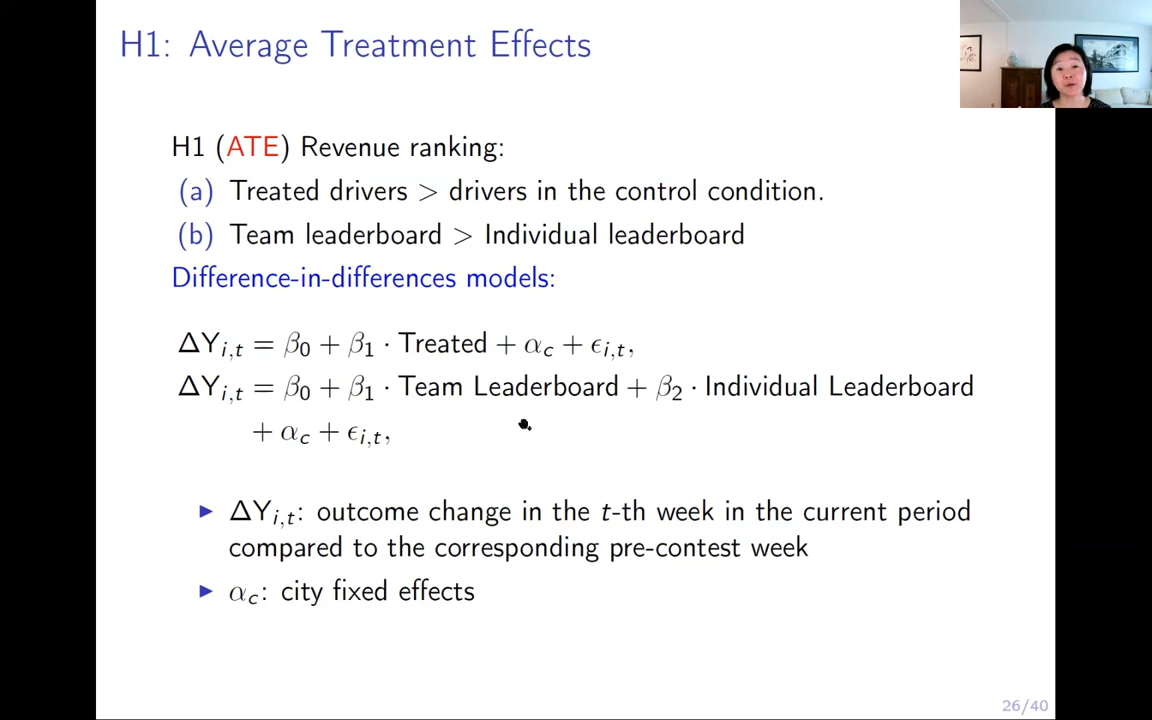 H1: Average Treatment Effects
H1 (ATE) Revenue ranking:
(a) Treated drivers > drivers in the control condition.
(b) Team leaderboard > Individual leaderboard
Difference-in-differences models:
ΔY_{i,t} = β_0 + β_1 · Treated + α_c + ϵ_{i,t},
ΔY_{i,t} = β_0 + β_1 · Team Leaderboard + β_2 · Individual Leaderboard
+ α_c + ϵ_{i,t},
▶ ΔY_{i,t}: outcome change in the t-th week in the current period
compared to the corresponding pre-contest week
▶ α_c: city fixed effects
26/40